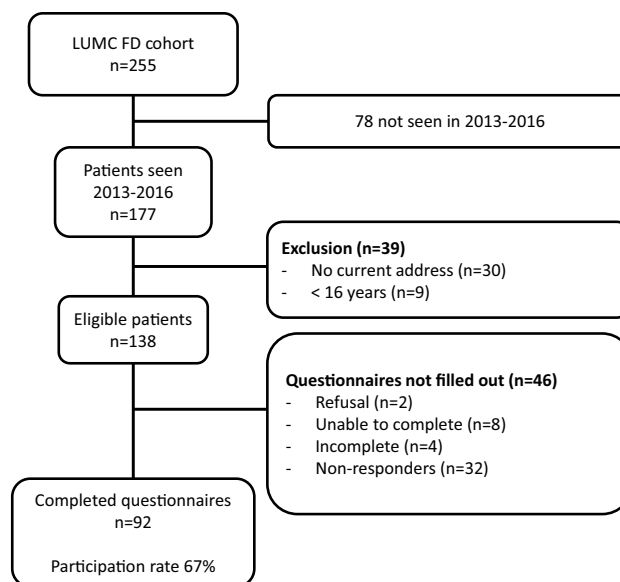 LUMC FD cohort
n=255
78 not seen in 2013-2016
Patients seen
2013-2016
n=177
Exclusion (n=39)
- No current address (n=30)
- < 16 years (n=9)
Eligible patients
n=138
Questionnaires not filled out (n=46)
- Refusal (n=2)
- Unable to complete (n=8)
- Incomplete (n=4)
- Non-responders (n=32)
Completed questionnaires
n=92
Participation rate 67%